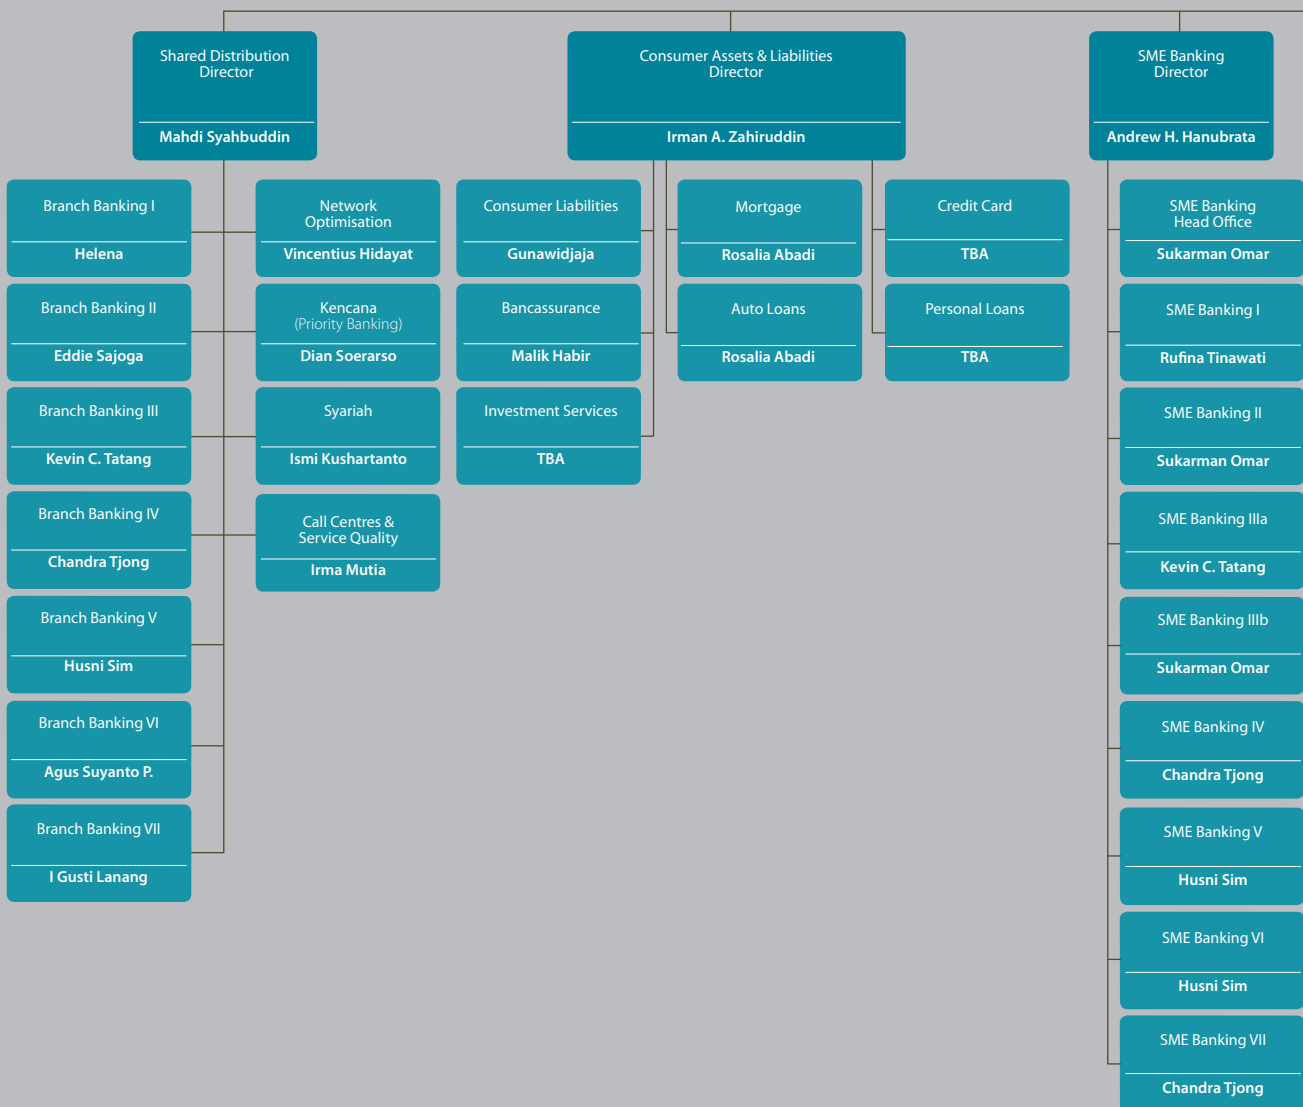 Shared Distribution
Director
Mahdi Syahbuddin
Consumer Assets & Liabilities
Director
Irman A. Zahiruddin
SME Banking
Director
Andrew H. Hanubrata
Branch Banking I
Helena
Branch Banking II
Eddie Sajoga
Branch Banking III
Kevin C. Tatang
Branch Banking IV
Chandra Tjong
Branch Banking V
Husni Sim
Branch Banking VI
Agus Suyanto P.
Branch Banking VII
I Gusti Lanang
Network
Optimisation
Vincentius Hidayat
Kencana
(Priority Banking)
Dian Soerarso
Syariah
Ismi Kushartanto
Call Centres &
Service Quality
Irma Mutia
Consumer Liabilities
Gunawidjaja
Bancassurance
Malik Habir
Investment Services
TBA
Mortgage
Rosalia Abadi
Auto Loans
Rosalia Abadi
Credit Card
TBA
Personal Loans
TBA
SME Banking
Head Office
Sukarman Omar
SME Banking I
Rufina Tinawati
SME Banking II
Sukarman Omar
SME Banking IIIa
Kevin C. Tatang
SME Banking IIIb
Sukarman Omar
SME Banking IV
Chandra Tjong
SME Banking V
Husni Sim
SME Banking VI
Husni Sim
SME Banking VII
Chandra Tjong